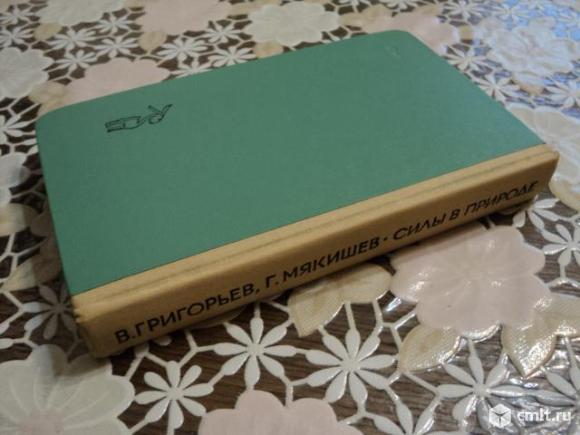 В. ГРИГОРЬЕВ, Г. МЯКИШЕВ · СИЛЫ В ПРИРОДЕ
cmlt.ru